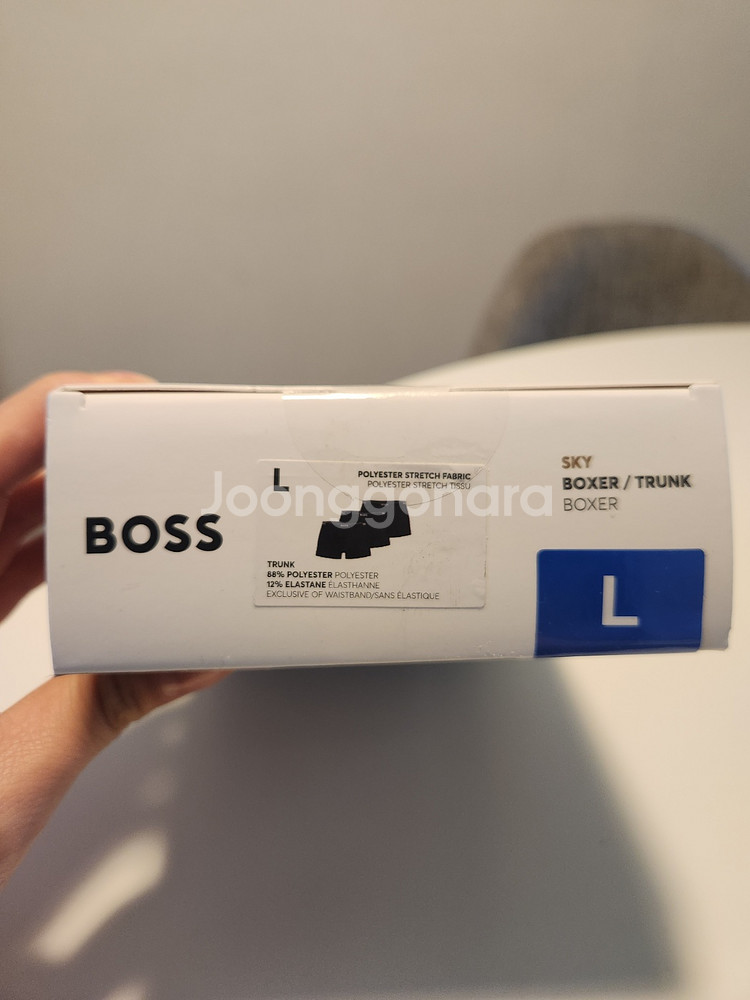 BOSS
L
POLYESTER STRETCH FABRIC
POLYESTER STRETCH TISSU
TRUNK
88% POLYESTER POLYESTER
12% ELASTANE ÉLASTHANNE
EXCLUSIVE OF WAISTBAND/SANS ÉLASTIQUE
SKY
BOXER / TRUNK
BOXER
L
Joonggonara